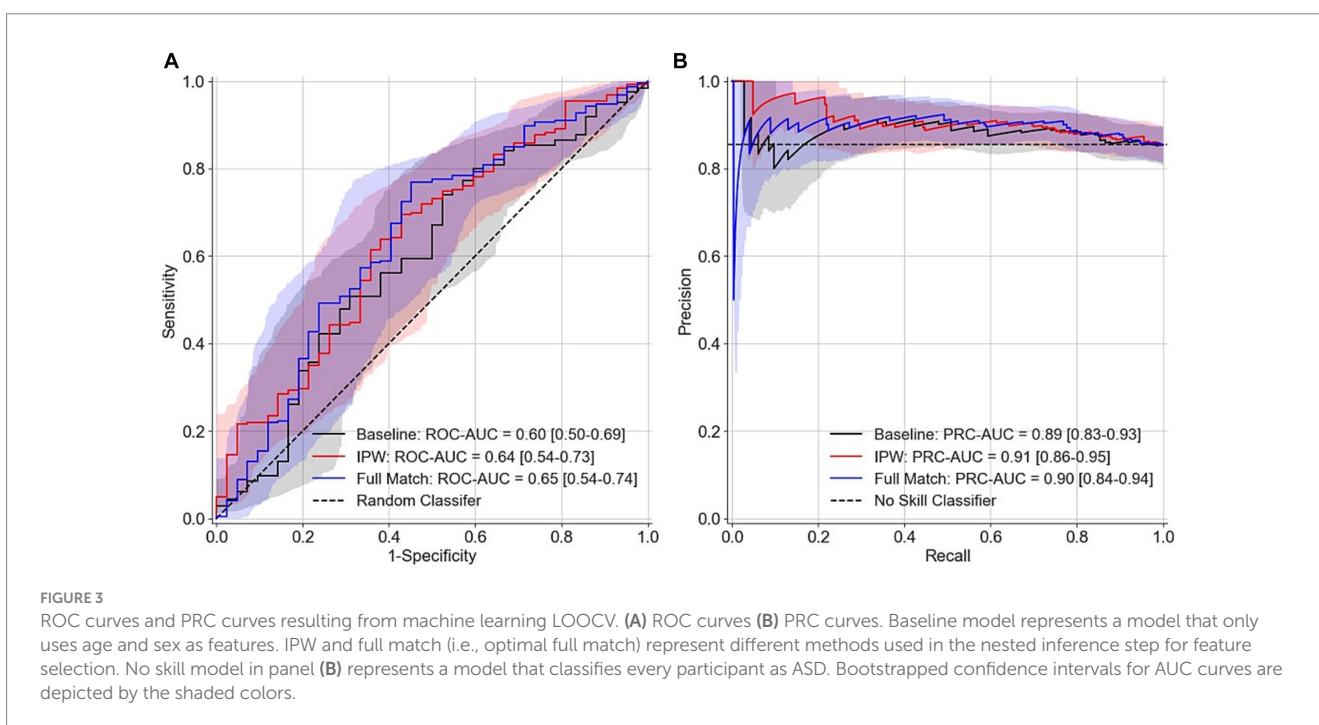 A
1.0
0.8
0.6
0.4
0.2
0.0
Sensitivity
Baseline: ROC-AUC = 0.60 [0.50-0.69]
IPW: ROC-AUC = 0.64 [0.54-0.73]
Full Match: ROC-AUC = 0.65 [0.54-0.74]
Random Classifer
0.0 0.2 0.4 0.6 0.8 1.0
1-Specificity
B
1.0
0.8
0.6
0.4
0.2
0.0
Precision
Baseline: PRC-AUC = 0.89 [0.83-0.93]
IPW: PRC-AUC = 0.91 [0.86-0.95]
Full Match: PRC-AUC = 0.90 [0.84-0.94]
No Skill Classifier
0.0 0.2 0.4 0.6 0.8 1.0
Recall
FIGURE 3
ROC curves and PRC curves resulting from machine learning LOOCV. (A) ROC curves (B) PRC curves. Baseline model represents a model that only
uses age and sex as features. IPW and full match (i.e., optimal full match) represent different methods used in the nested inference step for feature
selection. No skill model in panel (B) represents a model that classifies every participant as ASD. Bootstrapped confidence intervals for AUC curves are
depicted by the shaded colors.